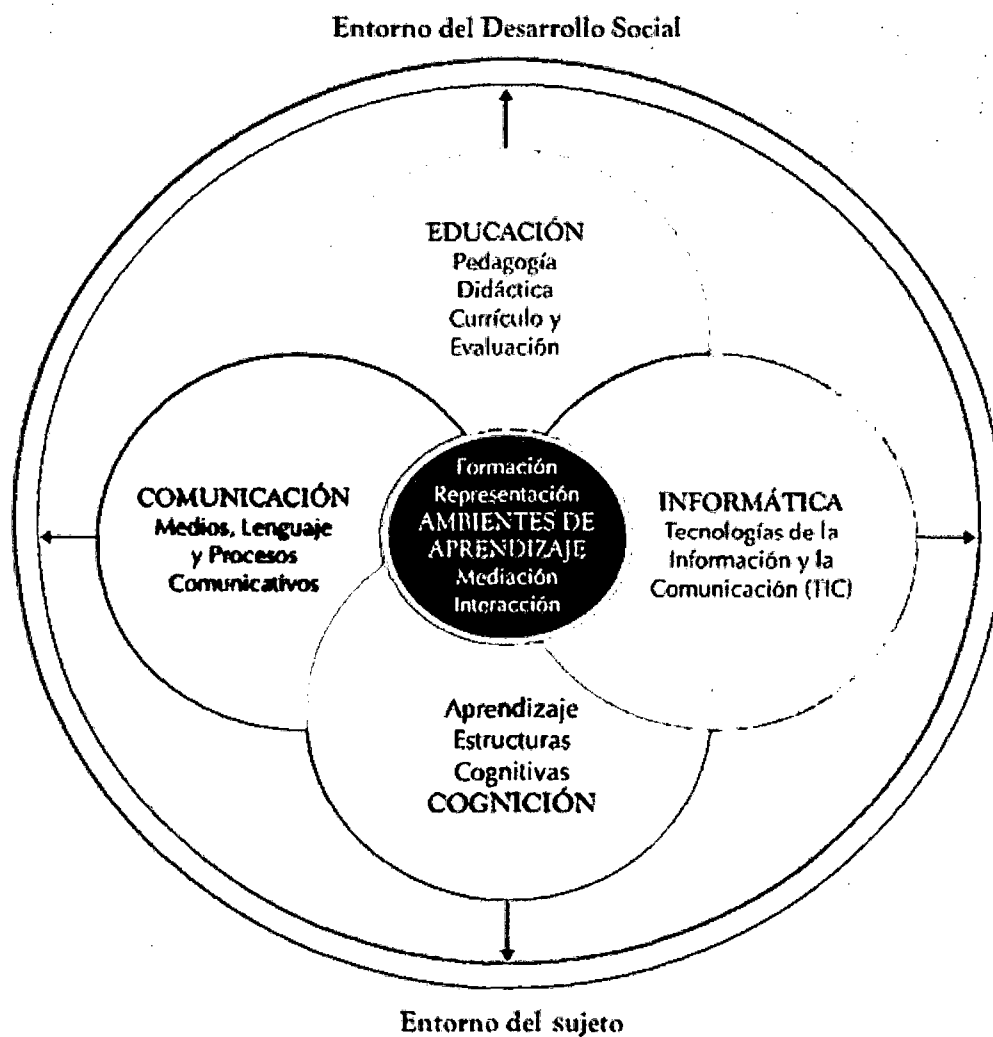 Entorno del Desarrollo Social
EDUCACIÓN
Pedagogía
Didáctica
Currículo y
Evaluación
COMUNICACIÓN
Medios, Lenguaje
y Procesos
Comunicativos
Formación
Representación
AMBIENTES DE
APRENDIZAJE
Mediación
Interacción
INFORMÁTICA
Tecnologías de la
Información y la
Comunicación (TIC)
Aprendizaje
Estructuras
Cognitivas
COGNICIÓN
Entorno del sujeto